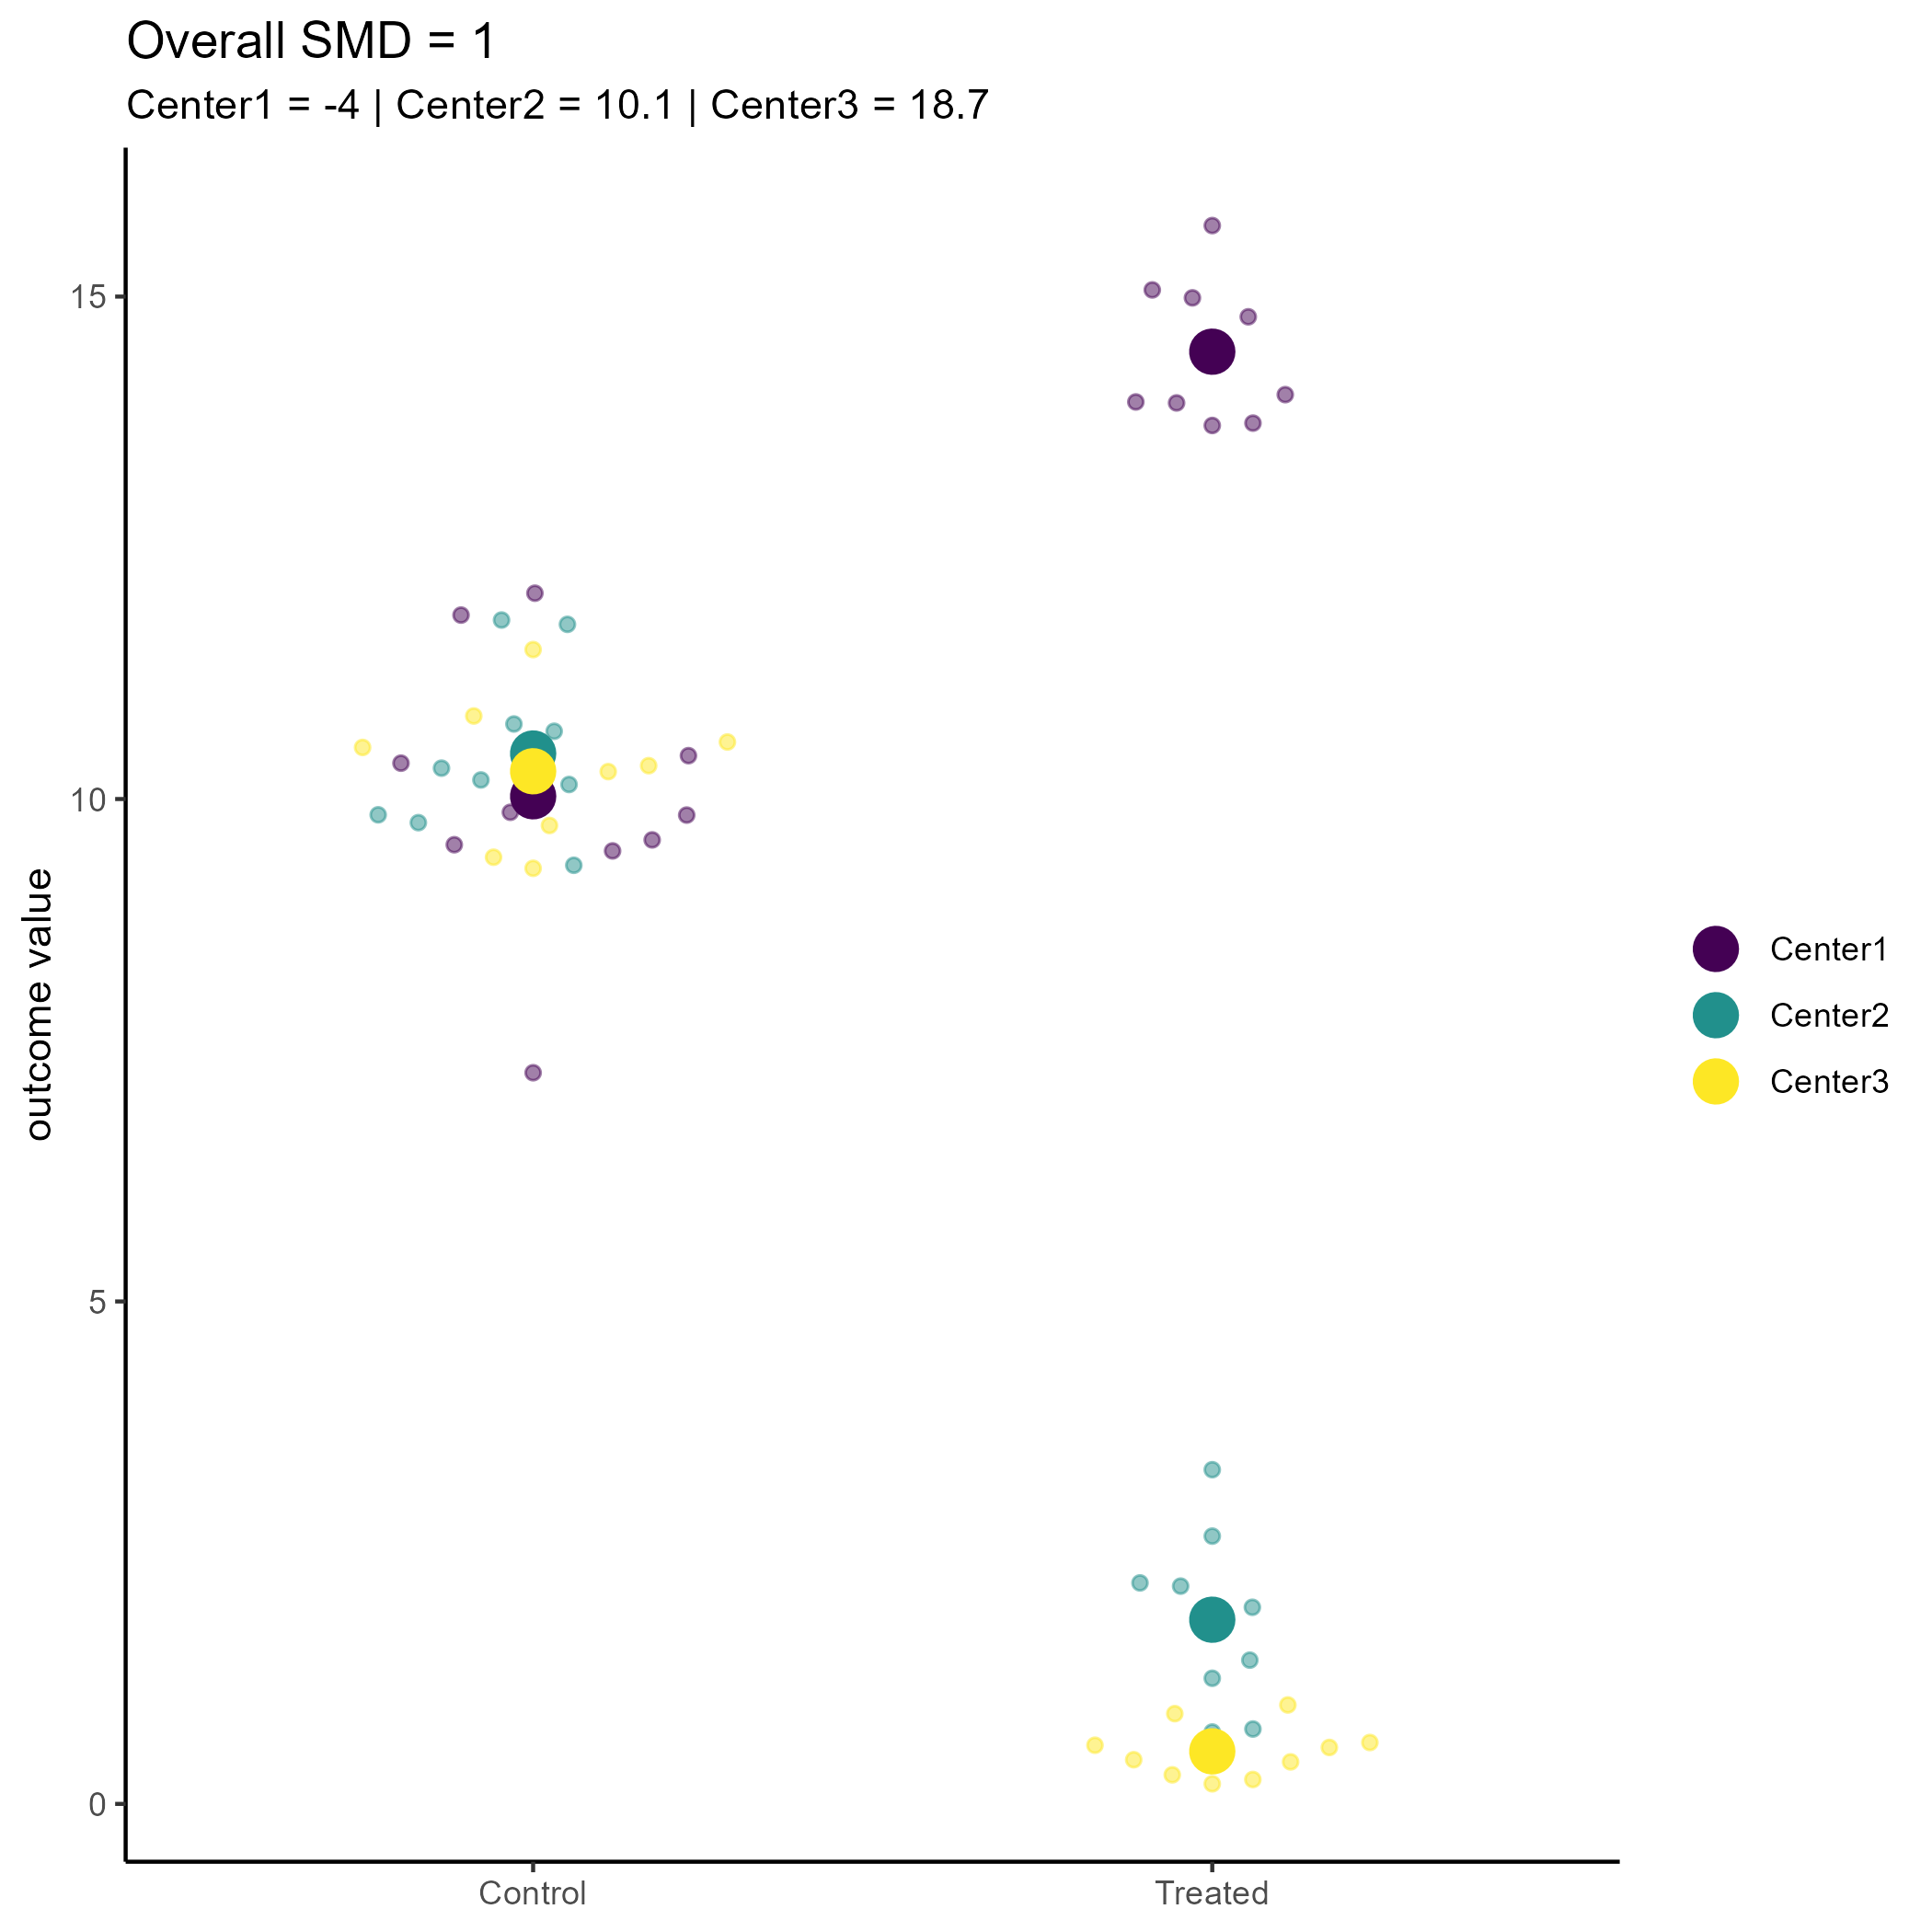 Overall SMD = 1
Center1 = -4 | Center2 = 10.1 | Center3 = 18.7
15
10
5
0
outcome value
Control
Treated
Center1
Center2
Center3